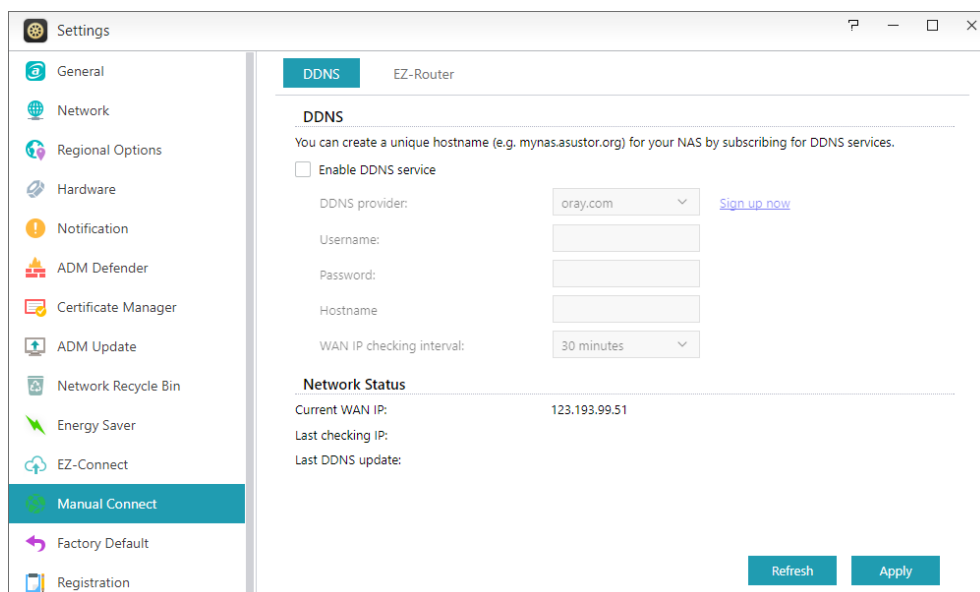 Settings
General
Network
Regional Options
Hardware
Notification
ADM Defender
Certificate Manager
ADM Update
Network Recycle Bin
Energy Saver
EZ-Connect
Manual Connect
Factory Default
Registration
DDNS EZ-Router
DDNS
You can create a unique hostname (e.g. mynas.asustor.org) for your NAS by subscribing for DDNS services.
Enable DDNS service
DDNS provider: oray.com Sign up now
Username:
Password:
Hostname
WAN IP checking interval: 30 minutes
Network Status
Current WAN IP: 123.193.99.51
Last checking IP:
Last DDNS update:
Refresh Apply